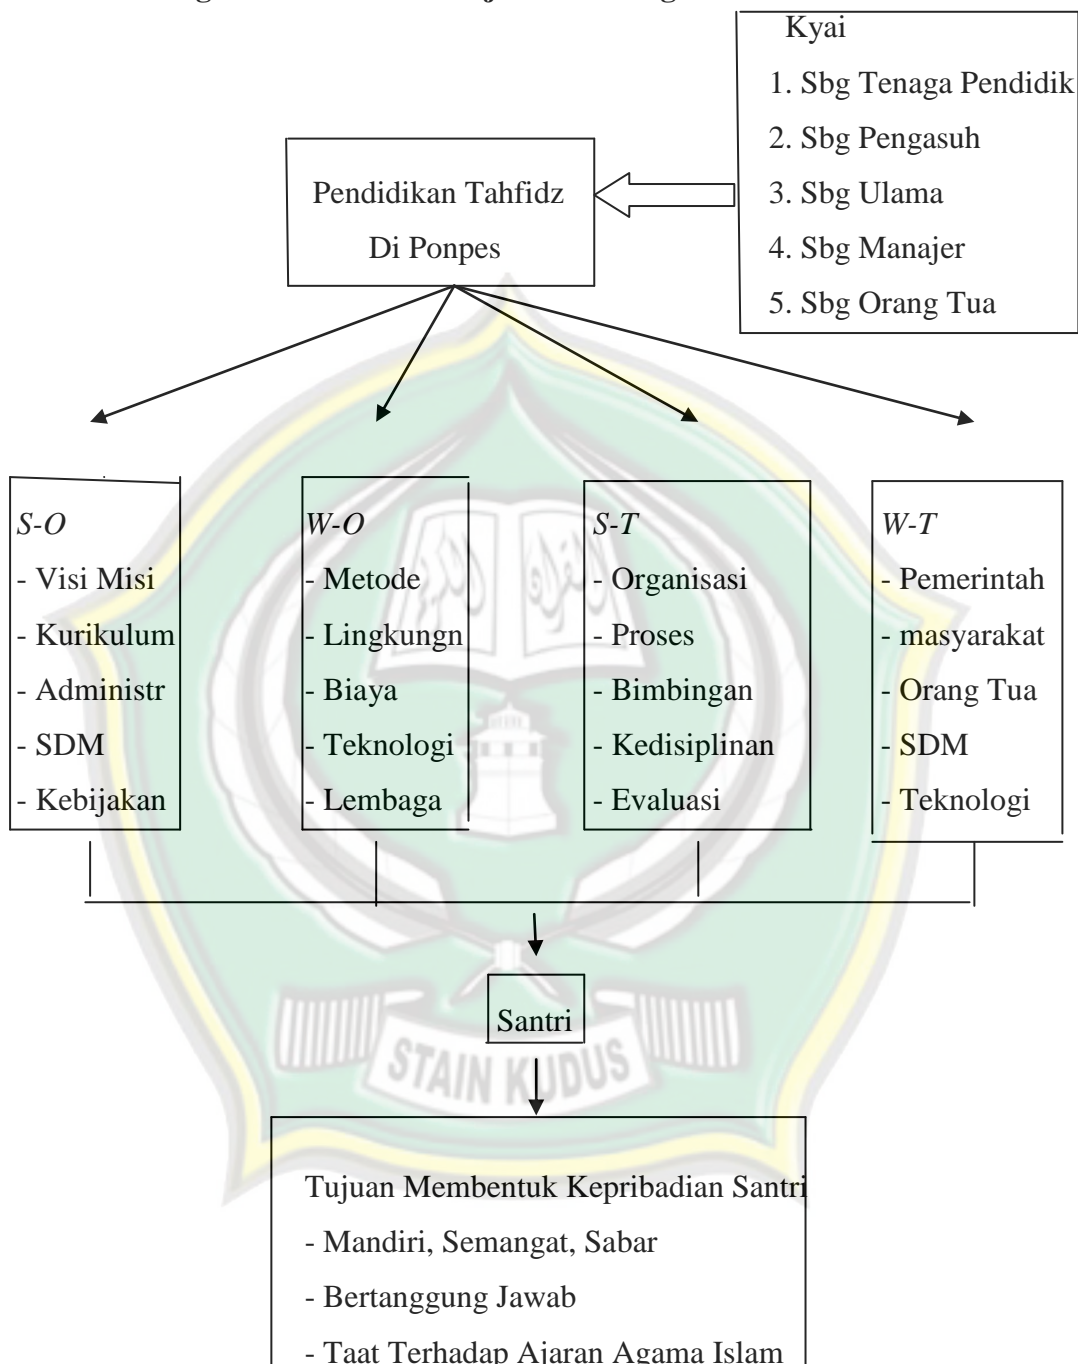 Kyai
1. Sbg Tenaga Pendidik
2. Sbg Pengasuh
3. Sbg Ulama
4. Sbg Manajer
5. Sbg Orang Tua
Pendidikan Tahfidz
Di Ponpes
S-O
- Visi Misi
- Kurikulum
- Administr
- SDM
- Kebijakan
W-O
- Metode
- Lingkungn
- Biaya
- Teknologi
- Lembaga
S-T
- Organisasi
- Proses
- Bimbingan
- Kedisiplinan
- Evaluasi
W-T
- Pemerintah
- masyarakat
- Orang Tua
- SDM
- Teknologi
Santri
STAIN KUDUS
Tujuan Membentuk Kepribadian Santri
- Mandiri, Semangat, Sabar
- Bertanggung Jawab
- Taat Terhadap Ajaran Agama Islam